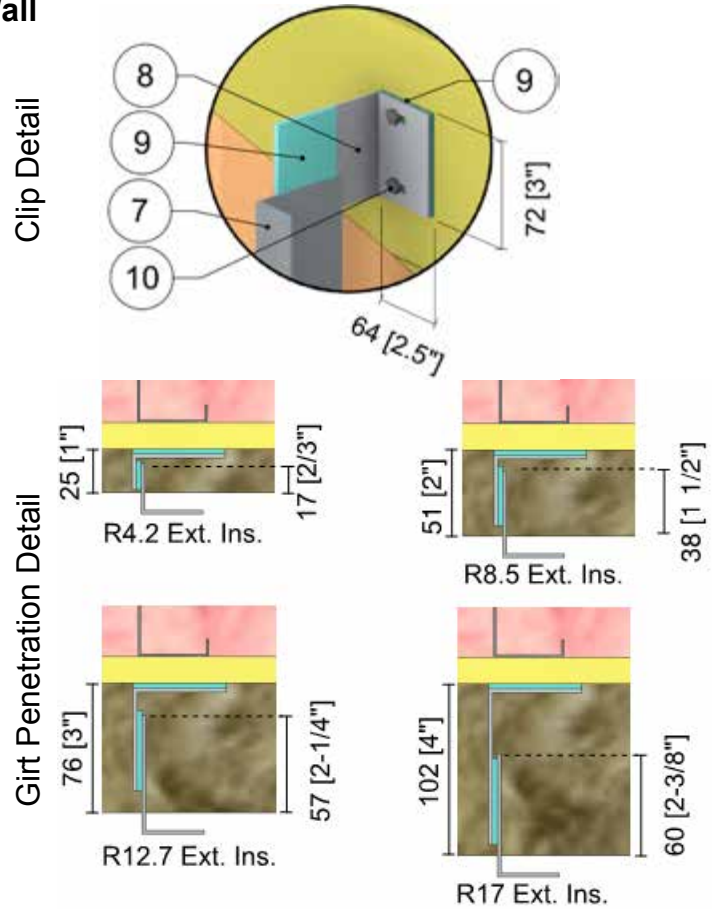 Wall
Clip Detail
8
9
7
10
9
72 [3"]
64 [2.5"]
Girt Penetration Detail
25 [1"]
17 [2/3"]
R4.2 Ext. Ins.
51 [2"]
38 [1 1/2"]
R8.5 Ext. Ins.
76 [3"]
57 [2-1/4"]
R12.7 Ext. Ins.
102 [4"]
60 [2-3/8"]
R17 Ext. Ins.